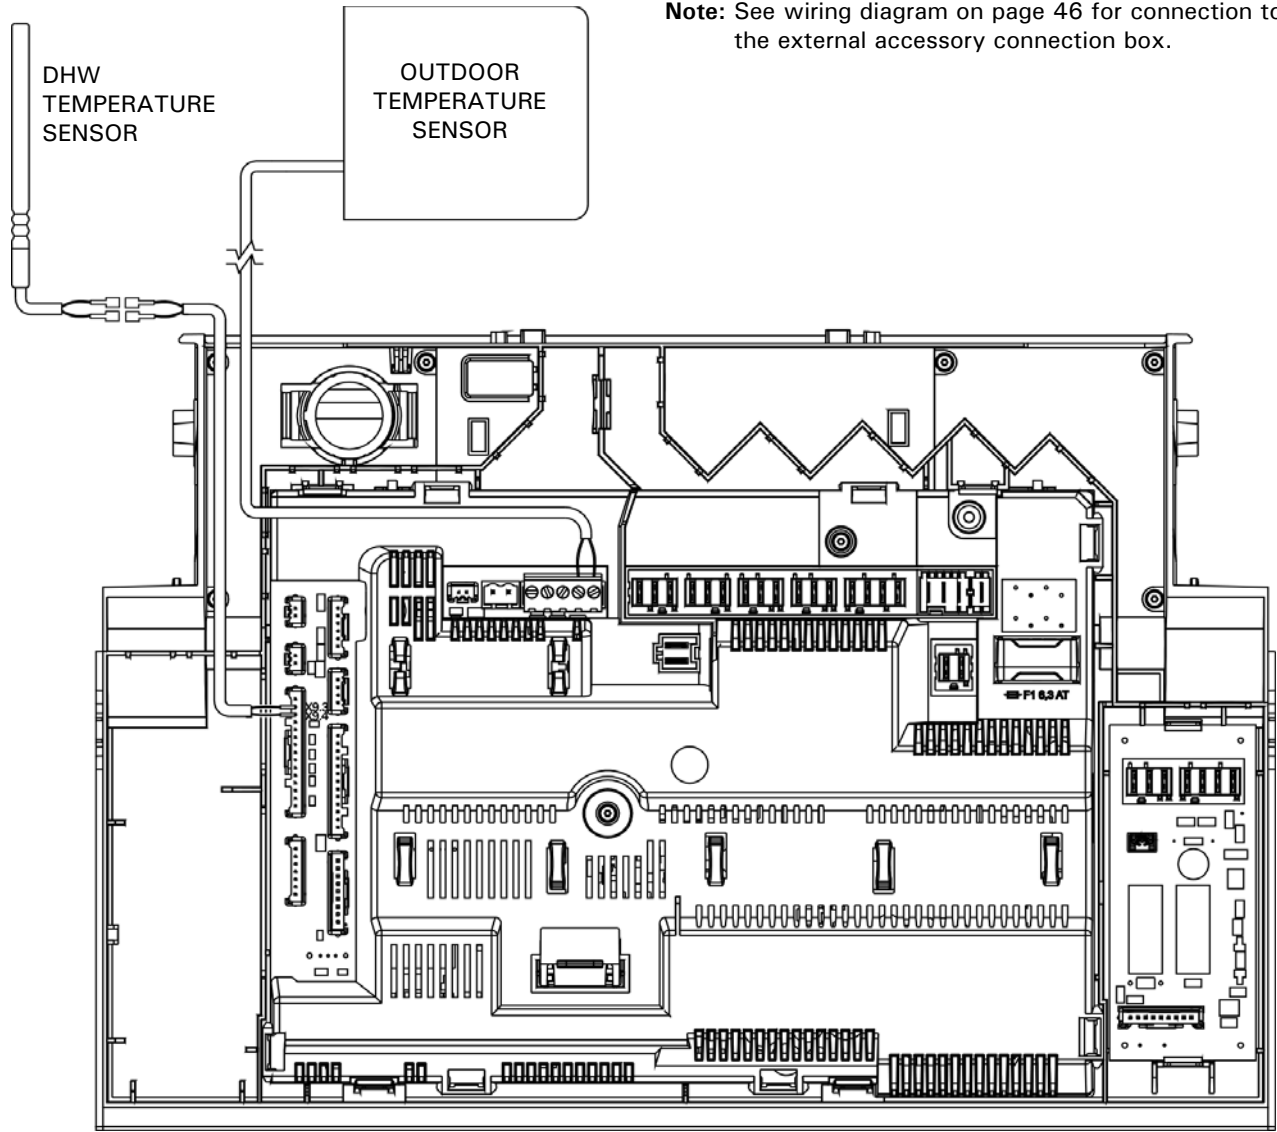 Note: See wiring diagram on page 46 for connection to
the external accessory connection box.
DHW
TEMPERATURE
SENSOR
OUTDOOR
TEMPERATURE
SENSOR
F1 6,3 AT